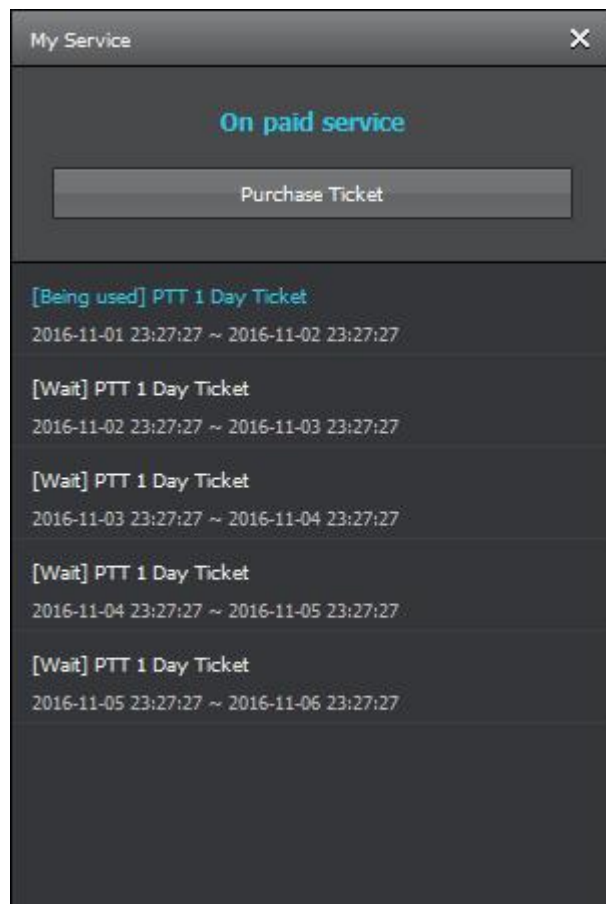 My Service
On paid service
Purchase Ticket
[Being used] PTT 1 Day Ticket
2016-11-01 23:27:27 ~ 2016-11-02 23:27:27
[Wait] PTT 1 Day Ticket
2016-11-02 23:27:27 ~ 2016-11-03 23:27:27
[Wait] PTT 1 Day Ticket
2016-11-03 23:27:27 ~ 2016-11-04 23:27:27
[Wait] PTT 1 Day Ticket
2016-11-04 23:27:27 ~ 2016-11-05 23:27:27
[Wait] PTT 1 Day Ticket
2016-11-05 23:27:27 ~ 2016-11-06 23:27:27